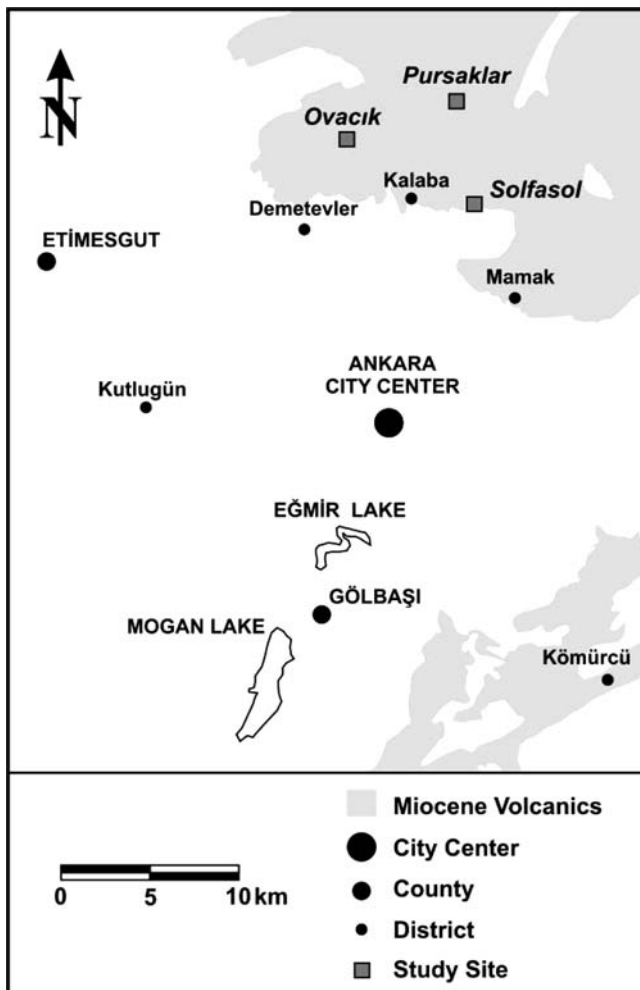 Pursaklar
Ovacık
N
Kalaba
Solfasol
Demetevler
ETİMESGUT
Mamak
ANKARA
CITY CENTER
Kutlugün
EĞMİR LAKE
GÖLBAŞI
MOGAN LAKE
Kömürcü
Miocene Volcanics
City Center
County
District
Study Site
0 5 10 km